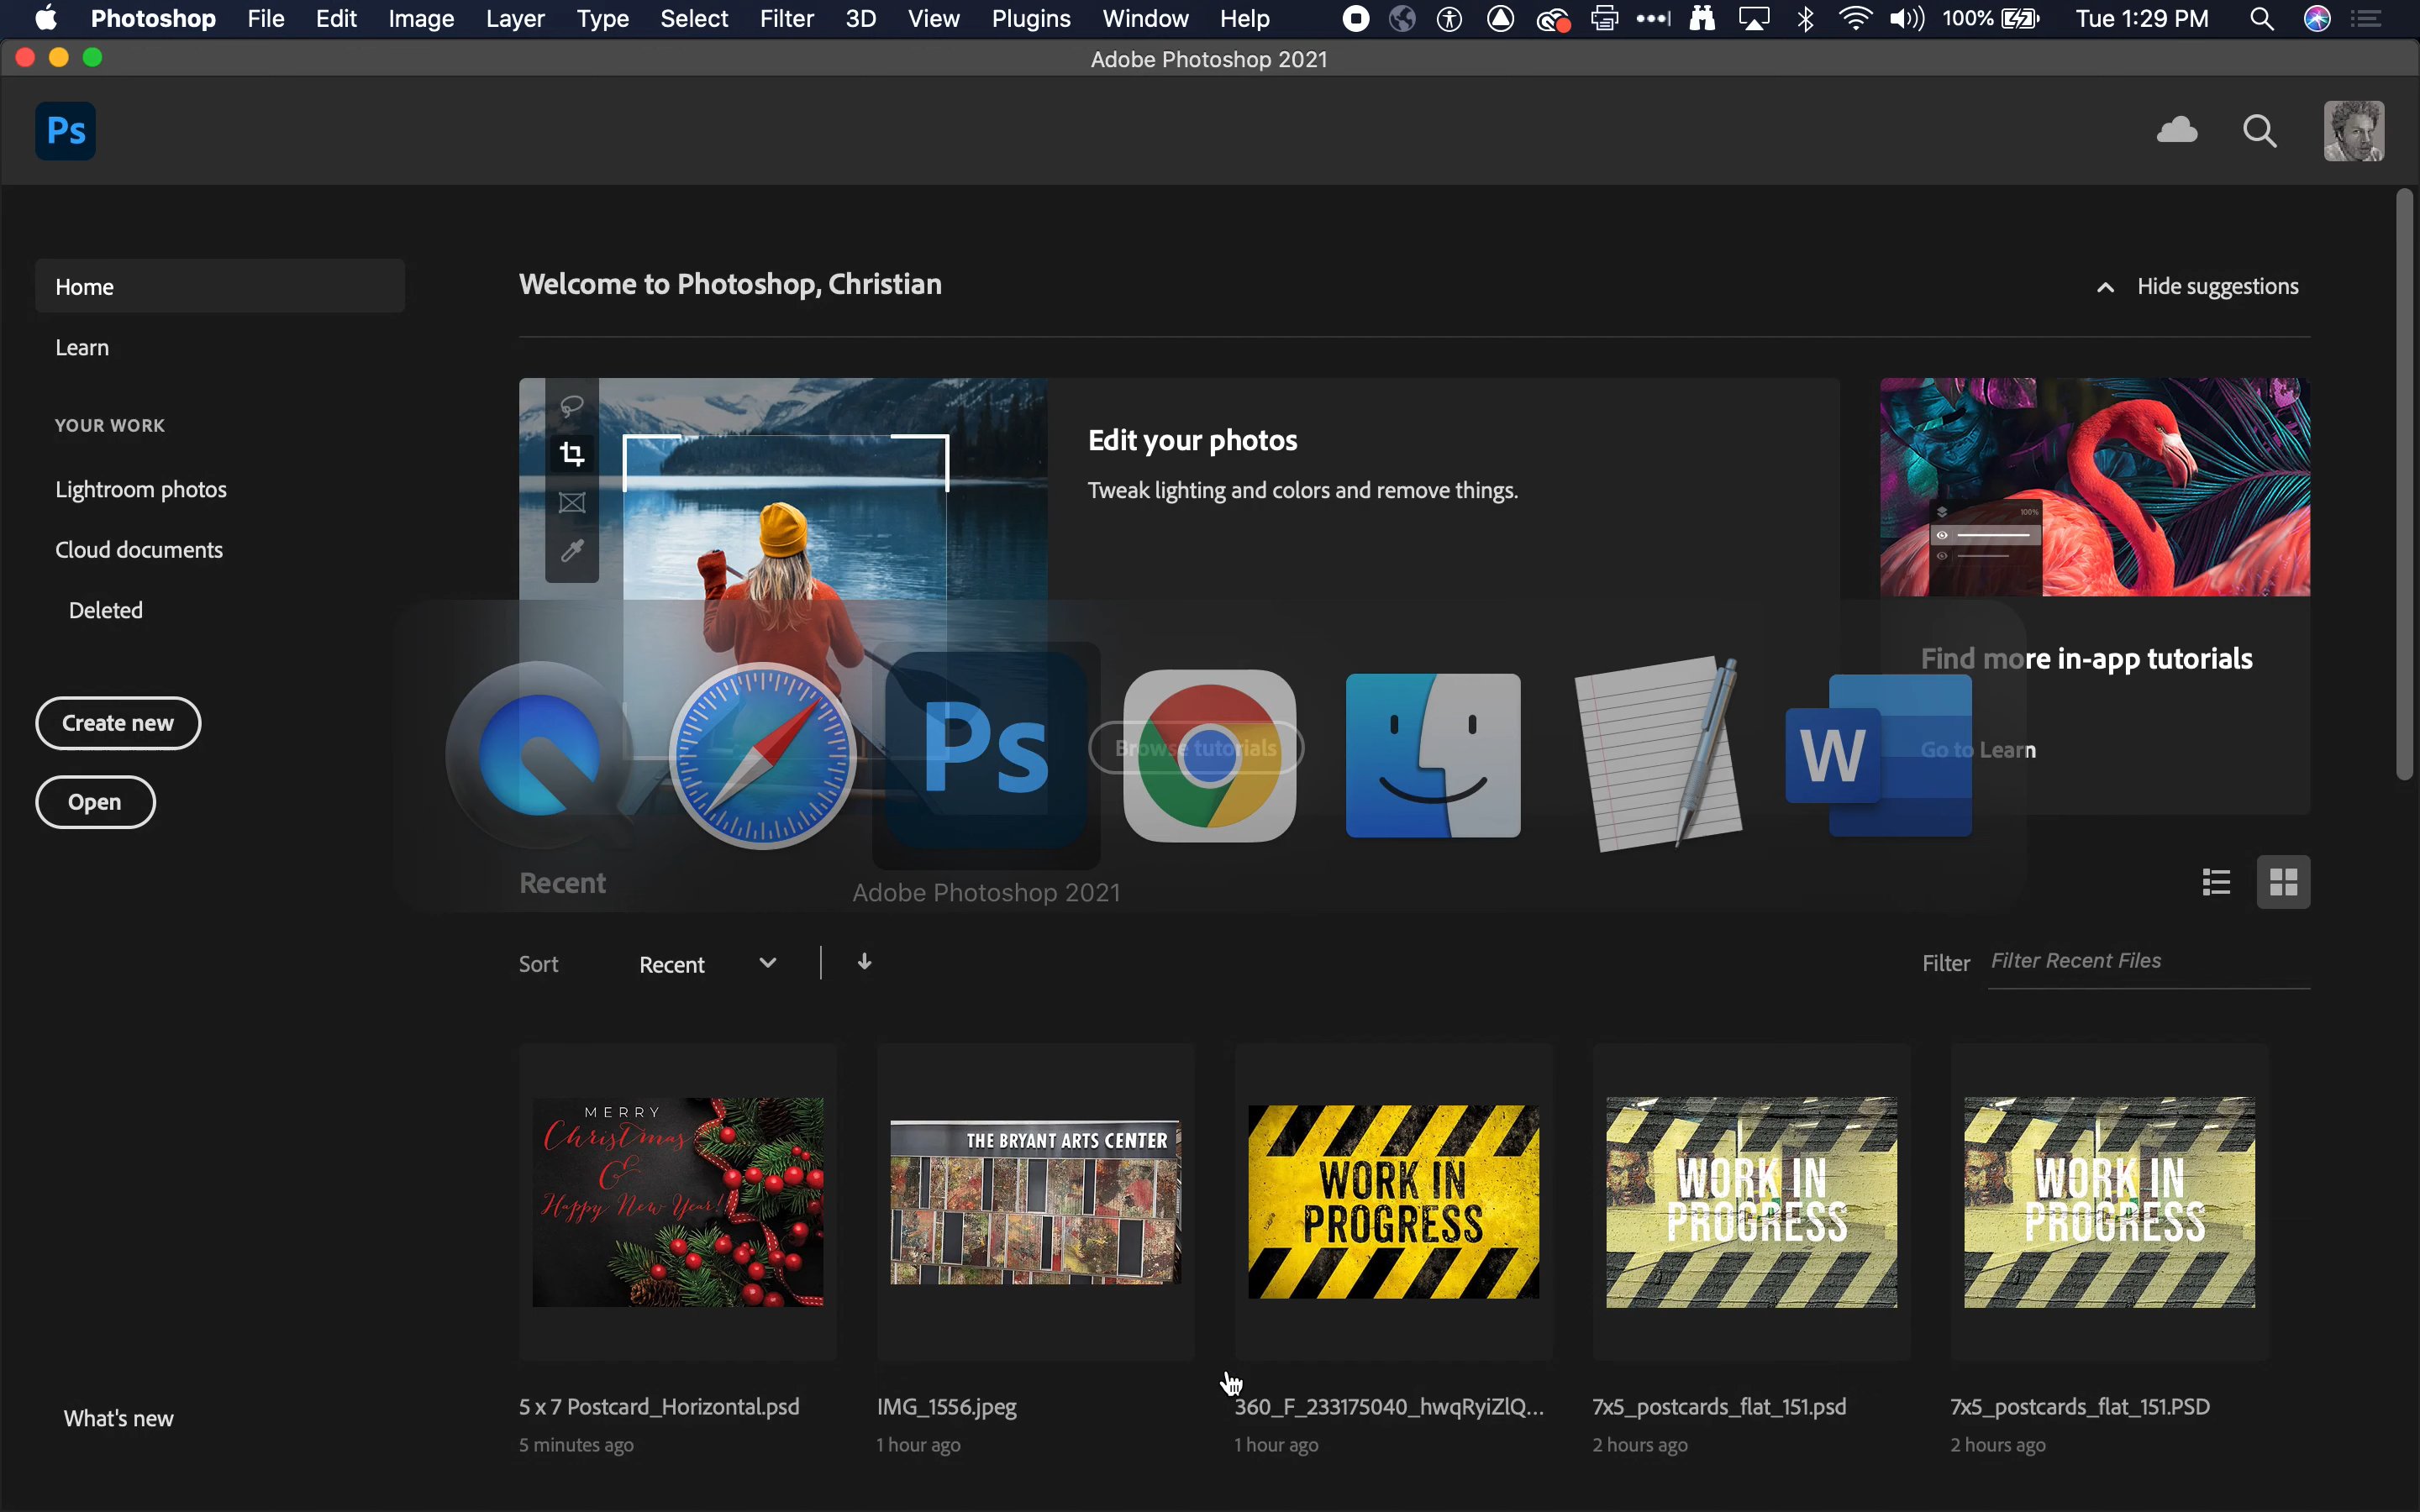 Photoshop File Edit Image Layer Type Select Filter 3D View Plugins Window Help 100% Tue 1:29 PM
Adobe Photoshop 2021
Ps
Home
Welcome to Photoshop, Christian
Hide suggestions
Learn
YOUR WORK
Lightroom photos
Cloud documents
Deleted
Create new
Open
Edit your photos
Tweak lighting and colors and remove things.
Browse tutorials
100%
Find more in-app tutorials
Go to Learn
Ps
W
Adobe Photoshop 2021
Recent
Sort Recent
Filter Filter Recent Files
MERRY
Christmas
&
Happy New Year!
THE BRYANT ARTS CENTER
WORK IN
PROGRESS
WORK IN
PROGRESS
WORK IN
PROGRESS
5 x 7 Postcard_Horizontal.psd
5 minutes ago
IMG_1556.jpeg
1 hour ago
360_F_233175040_hwqRyiZlQ...
1 hour ago
7x5_postcards_flat_151.psd
2 hours ago
7x5_postcards_flat_151.PSD
2 hours ago
What's new